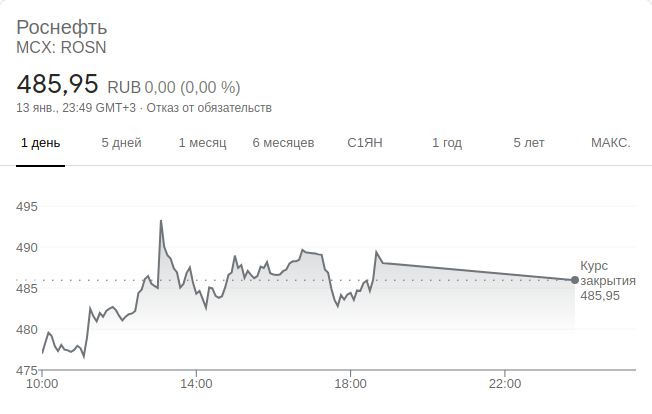 Роснефть
MCX: ROSN
485,95 RUB 0,00 (0,00 %)
13 янв., 23:49 GMT+3 · Отказ от обязательств
1 день 5 дней 1 месяц 6 месяцев С1ЯН 1 год 5 лет МАКС.
495
490
Курс
закрытия
485
485,95
480
475
10:00 14:00 18:00 22:00